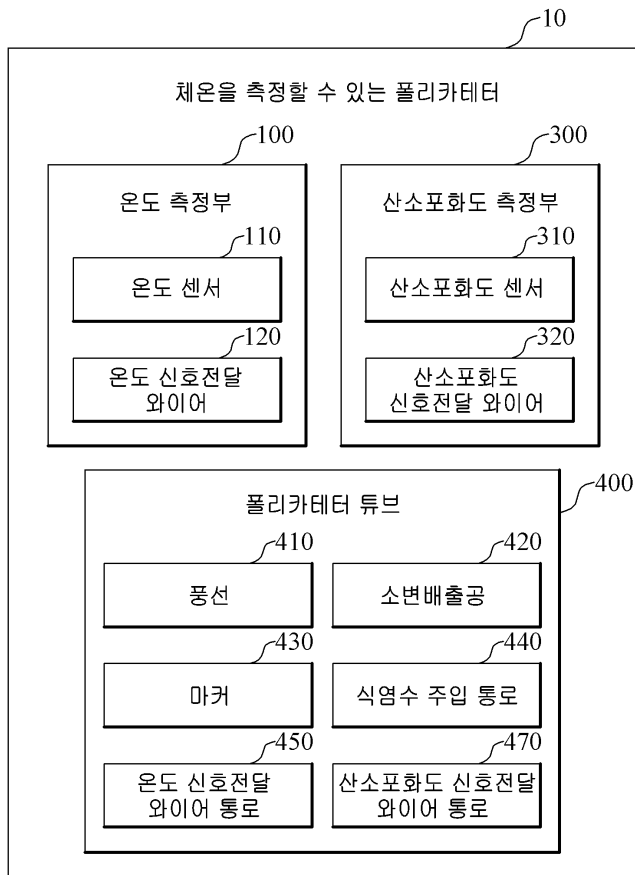 10
체온을 측정할 수 있는 폴리카테터
100
온도 측정부
110
온도 센서
120
온도 신호전달
와이어
300
산소포화도 측정부
310
산소포화도 센서
320
산소포화도
신호전달 와이어
400
폴리카테터 튜브
410
풍선
420
소변배출공
430
마커
440
식염수 주입 통로
450
온도 신호전달
와이어 통로
470
산소포화도 신호전달
와이어 통로